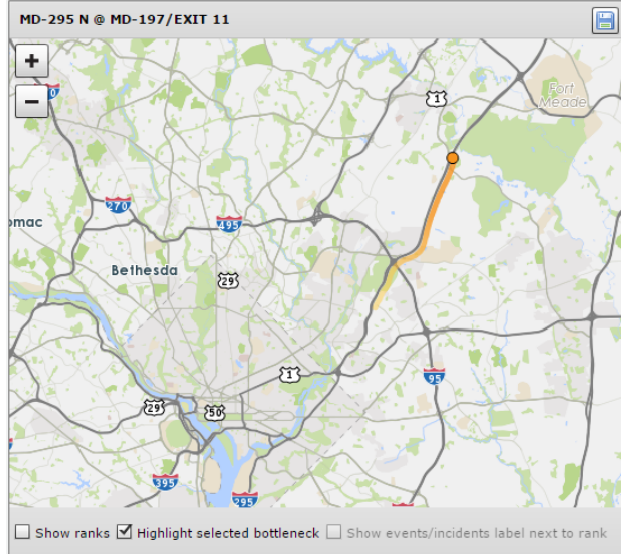 MD-295 N @ MD-197/EXIT 11
+
1
Fort
Meade
−
270
495
omac
Bethesda
29
1
95
29
50
395
295
Show ranks Highlight selected bottleneck Show events/incidents label next to rank